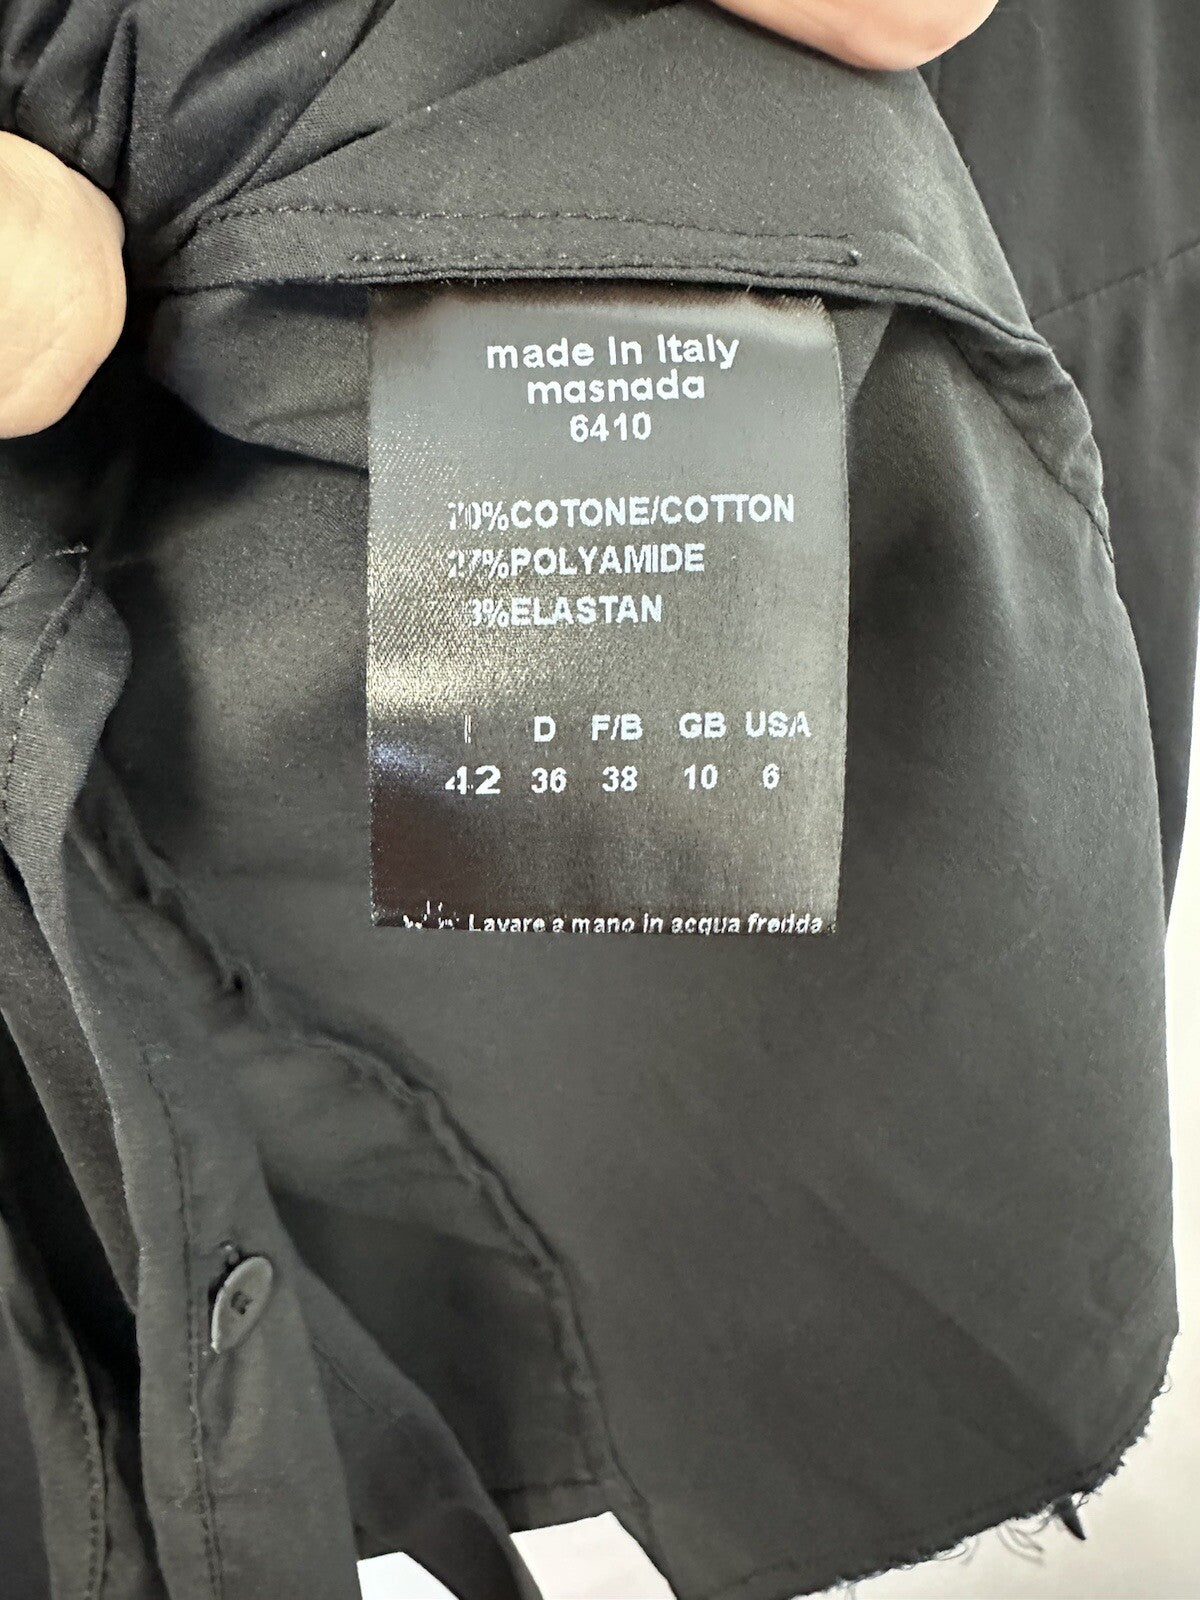 made in Italy
masnada
6410
70%COTONE/COTTON
27%POLYAMIDE
3%ELASTAN
I D F/B GB USA
42 36 38 10 6
Lavare a mano in acqua fredda